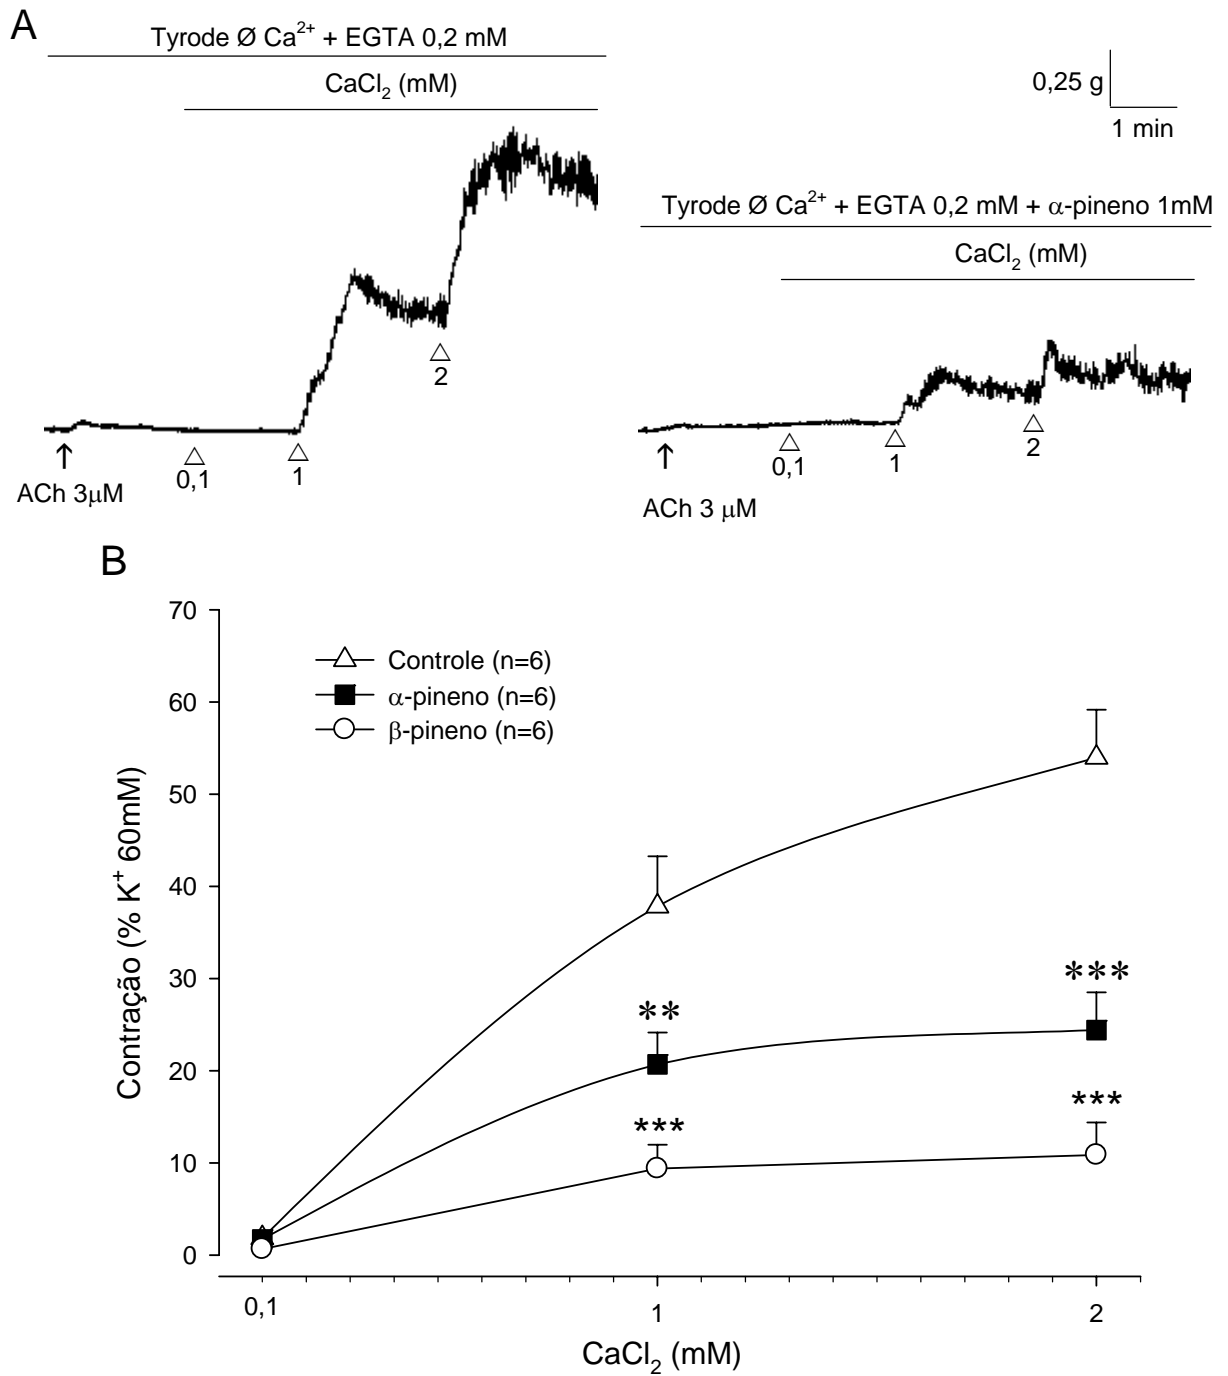 A
Tyrode Ø Ca²⁺ + EGTA 0,2 mM
CaCl₂ (mM)
0,25 g
1 min
Tyrode Ø Ca²⁺ + EGTA 0,2 mM + α-pineno 1mM
CaCl₂ (mM)
2
0,1
1
ACh 3μM
2
0,1
1
ACh 3 μM
B
70
60
50
40
30
20
10
0
Contração (% K⁺ 60mM)
Controle (n=6)
α-pineno (n=6)
β-pineno (n=6)
**
***
***
***
0,1
1
2
CaCl₂ (mM)